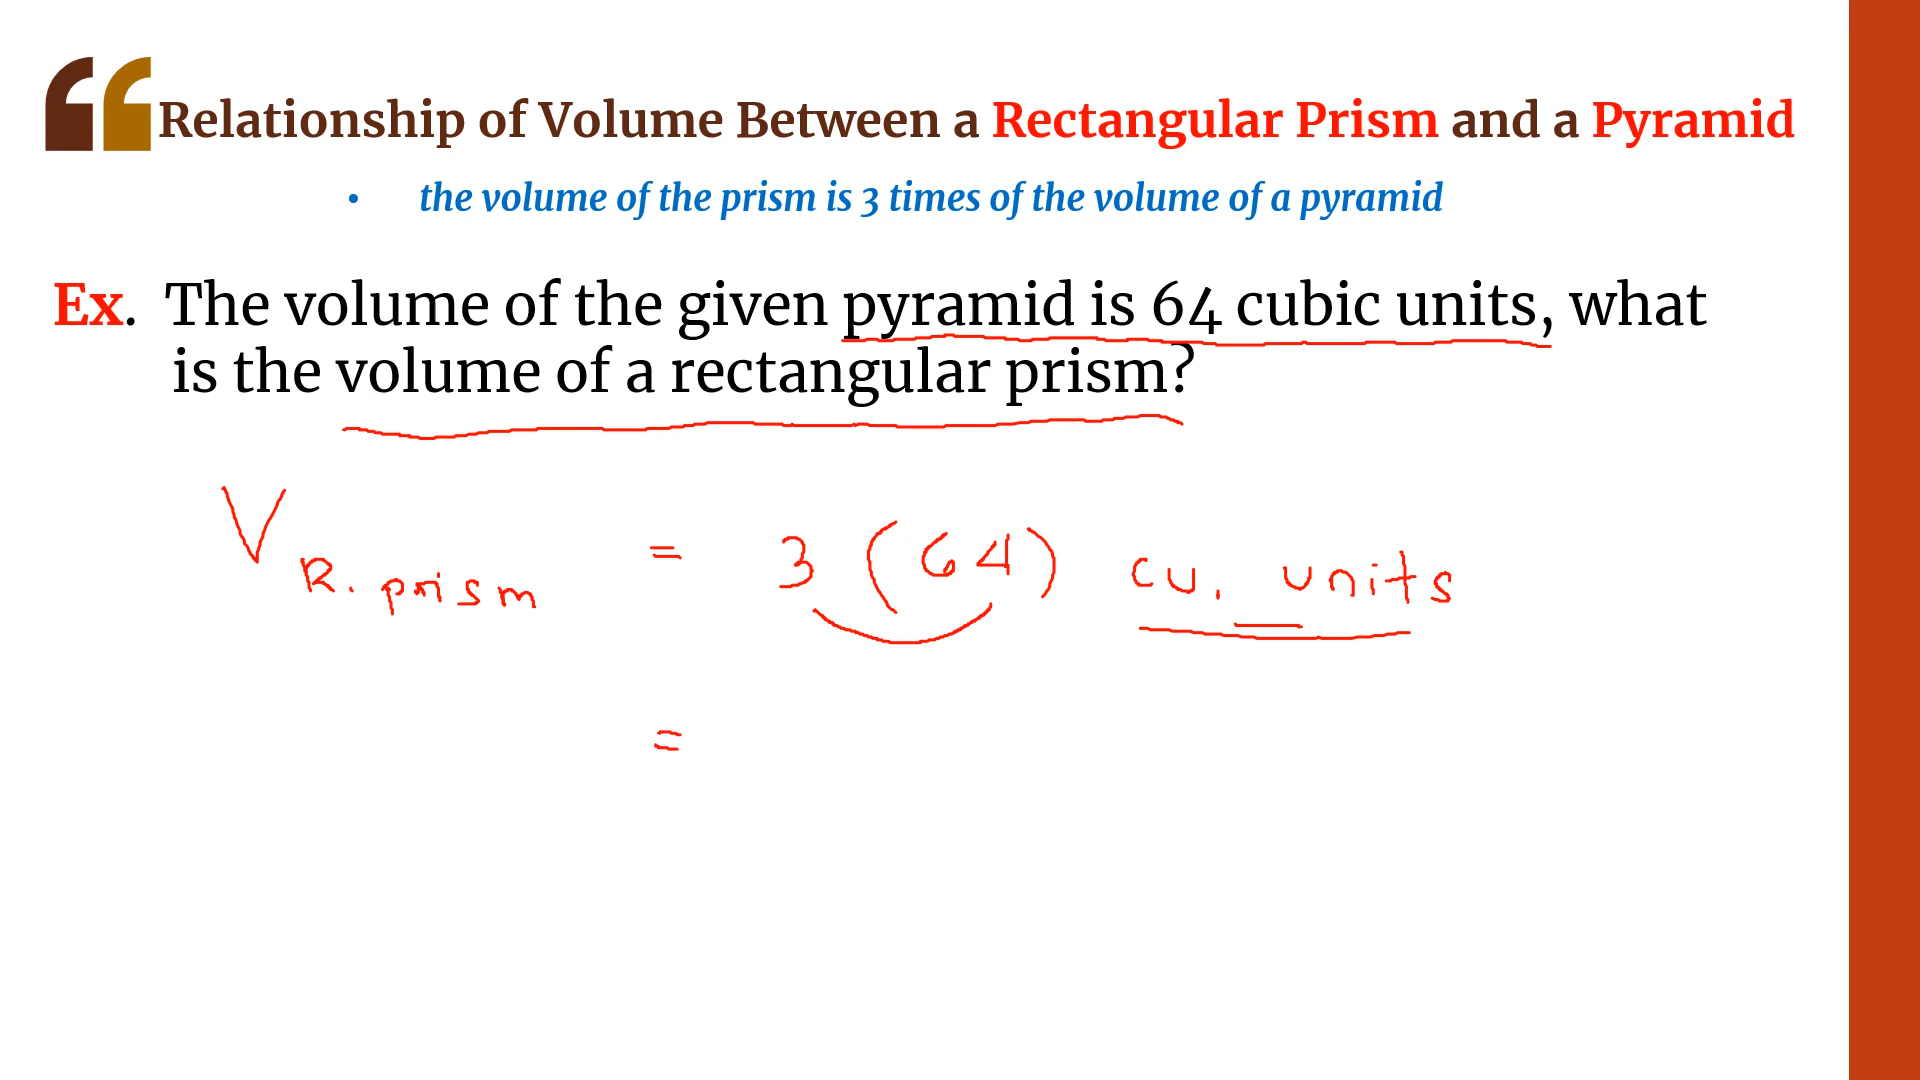 Relationship of Volume Between a Rectangular Prism and a Pyramid
• the volume of the prism is 3 times of the volume of a pyramid
Ex. The volume of the given pyramid is 64 cubic units, what
is the volume of a rectangular prism?
V R. prism = 3 (64) cu. units
=